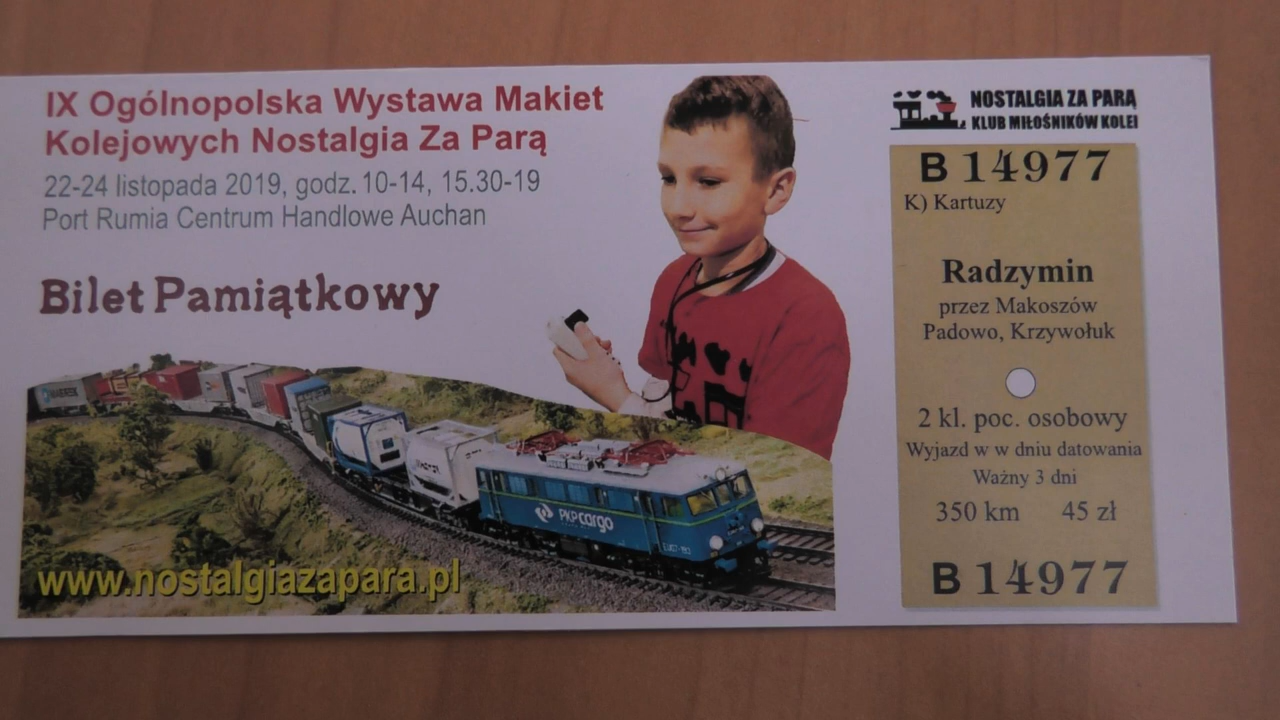 IX Ogólnopolska Wystawa Makiet
Kolejowych Nostalgia Za Parą
22-24 listopada 2019, godz. 10-14, 15.30-19
Port Rumia Centrum Handlowe Auchan
Bilet Pamiątkowy
PKP CARGO
www.nostalgiazapara.pl
NOSTALGIA ZA PARĄ
KLUB MIŁOŚNIKÓW KOLEI
B 14977
K) Kartuzy
Radzymin
przez Makoszów
Padowo, Krzywołuk
2 kl. poc. osobowy
Wyjazd w w dniu datowania
Ważny 3 dni
350 km 45 zł
B 14977